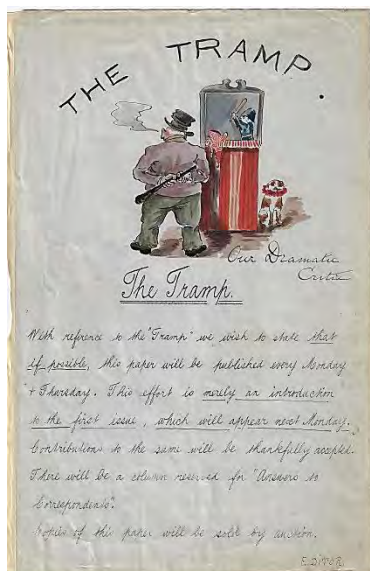 THE TRAMP.
Our Dramatic
Critic
The Tramp.
With reference to the "Tramp" we wish to state that
if possible, this paper will be published every Monday
+ Thursday. This effort is merely an introduction
to the first issue, which will appear next Monday.
Contributions to the same will be thankfully accepted.
There will be a column reserved for "Answers to
Correspondents".
Copies of this paper will be sold by auction.
EDITOR